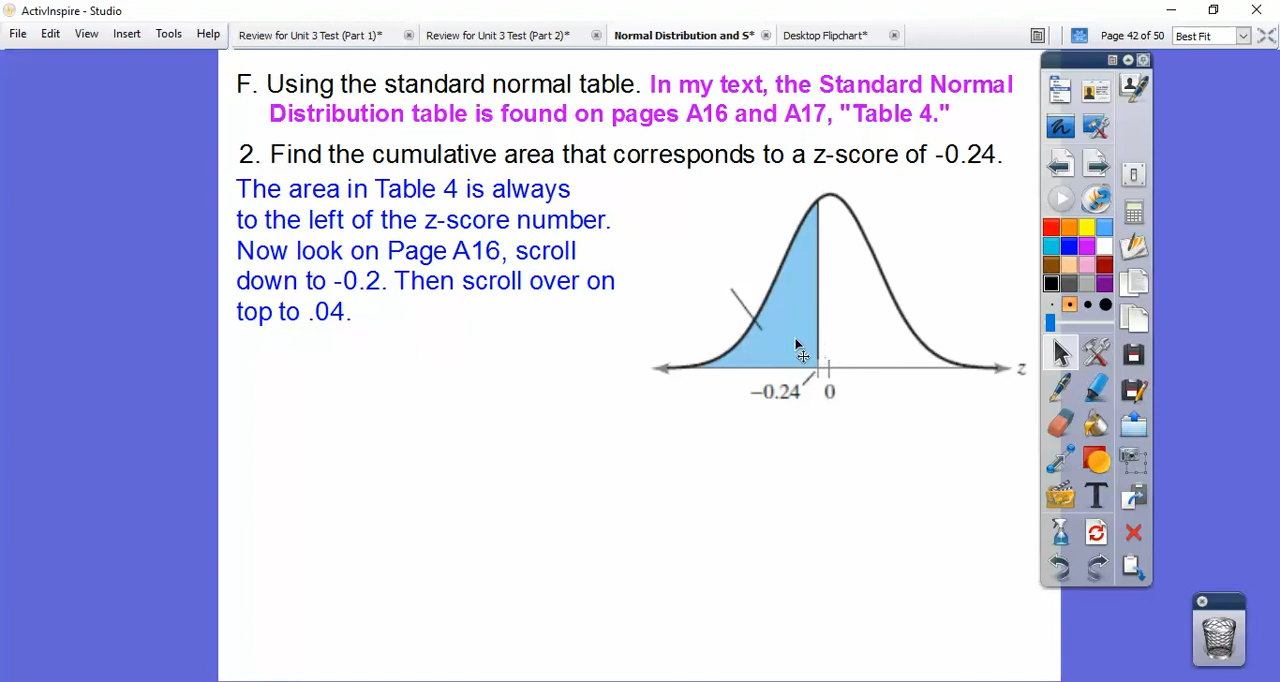 ActivInspire - Studio
File Edit View Insert Tools Help
Review for Unit 3 Test (Part 1)* Review for Unit 3 Test (Part 2)* Normal Distribution and S* Desktop Flipchart* Page 42 of 50 Best Fit
F. Using the standard normal table. In my text, the Standard Normal
Distribution table is found on pages A16 and A17, "Table 4."
2. Find the cumulative area that corresponds to a z-score of -0.24.
The area in Table 4 is always
to the left of the z-score number.
Now look on Page A16, scroll
down to -0.2. Then scroll over on
top to .04.
z
−0.24 0
T